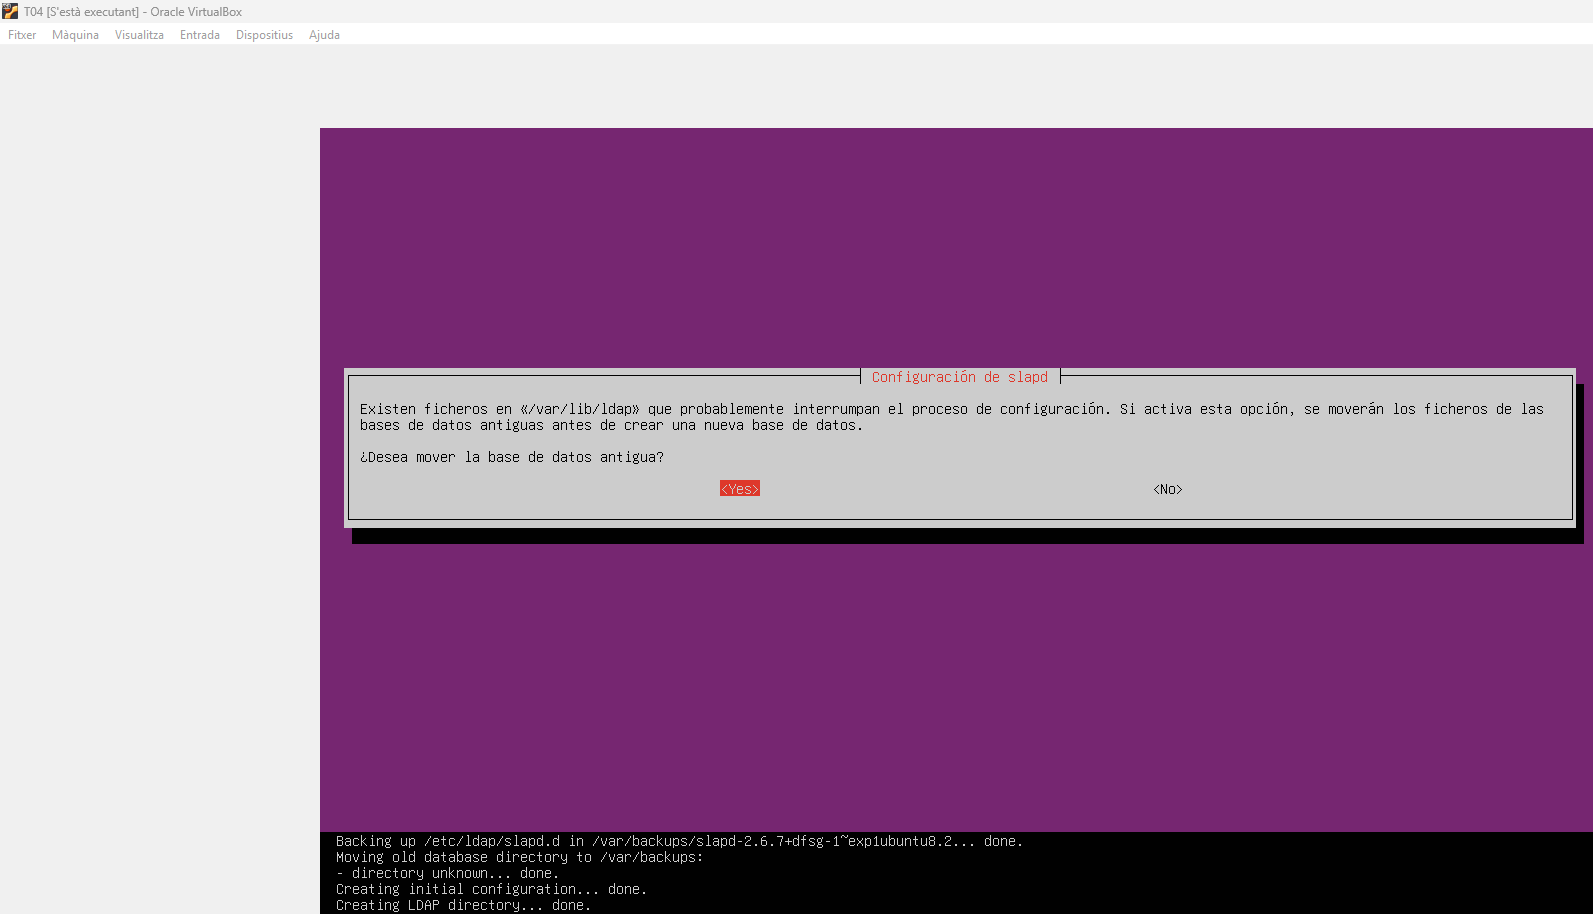 T04 [S'està executant] - Oracle VirtualBox
Fitxer Màquina Visualitza Entrada Dispositius Ajuda
Configuración de slapd
Existen ficheros en «/var/lib/ldap» que probablemente interrumpan el proceso de configuración. Si activa esta opción, se moverán los ficheros de las
bases de datos antiguas antes de crear una nueva base de datos.
¿Desea mover la base de datos antigua?
<Yes> <No>
Backing up /etc/ldap/slapd.d in /var/backups/slapd-2.6.7+dfsg-1~exp1ubuntu8.2... done.
Moving old database directory to /var/backups:
- directory unknown... done.
Creating initial configuration... done.
Creating LDAP directory... done.